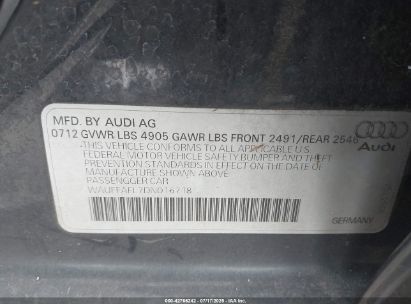 MFD. BY AUDI AG
0712 GVWR LBS 4905 GAWR LBS FRONT 2491/REAR 2546
THIS VEHICLE CONFORMS TO ALL APPLICABLE U.S.
FEDERAL MOTOR VEHICLE SAFETY BUMPER AND THEFT
PREVENTION STANDARDS IN EFFECT ON THE DATE OF
MANUFACTURE SHOWN ABOVE
PASSENGER CAR
WAUFFAFL7DN016718
Audi
GERMANY